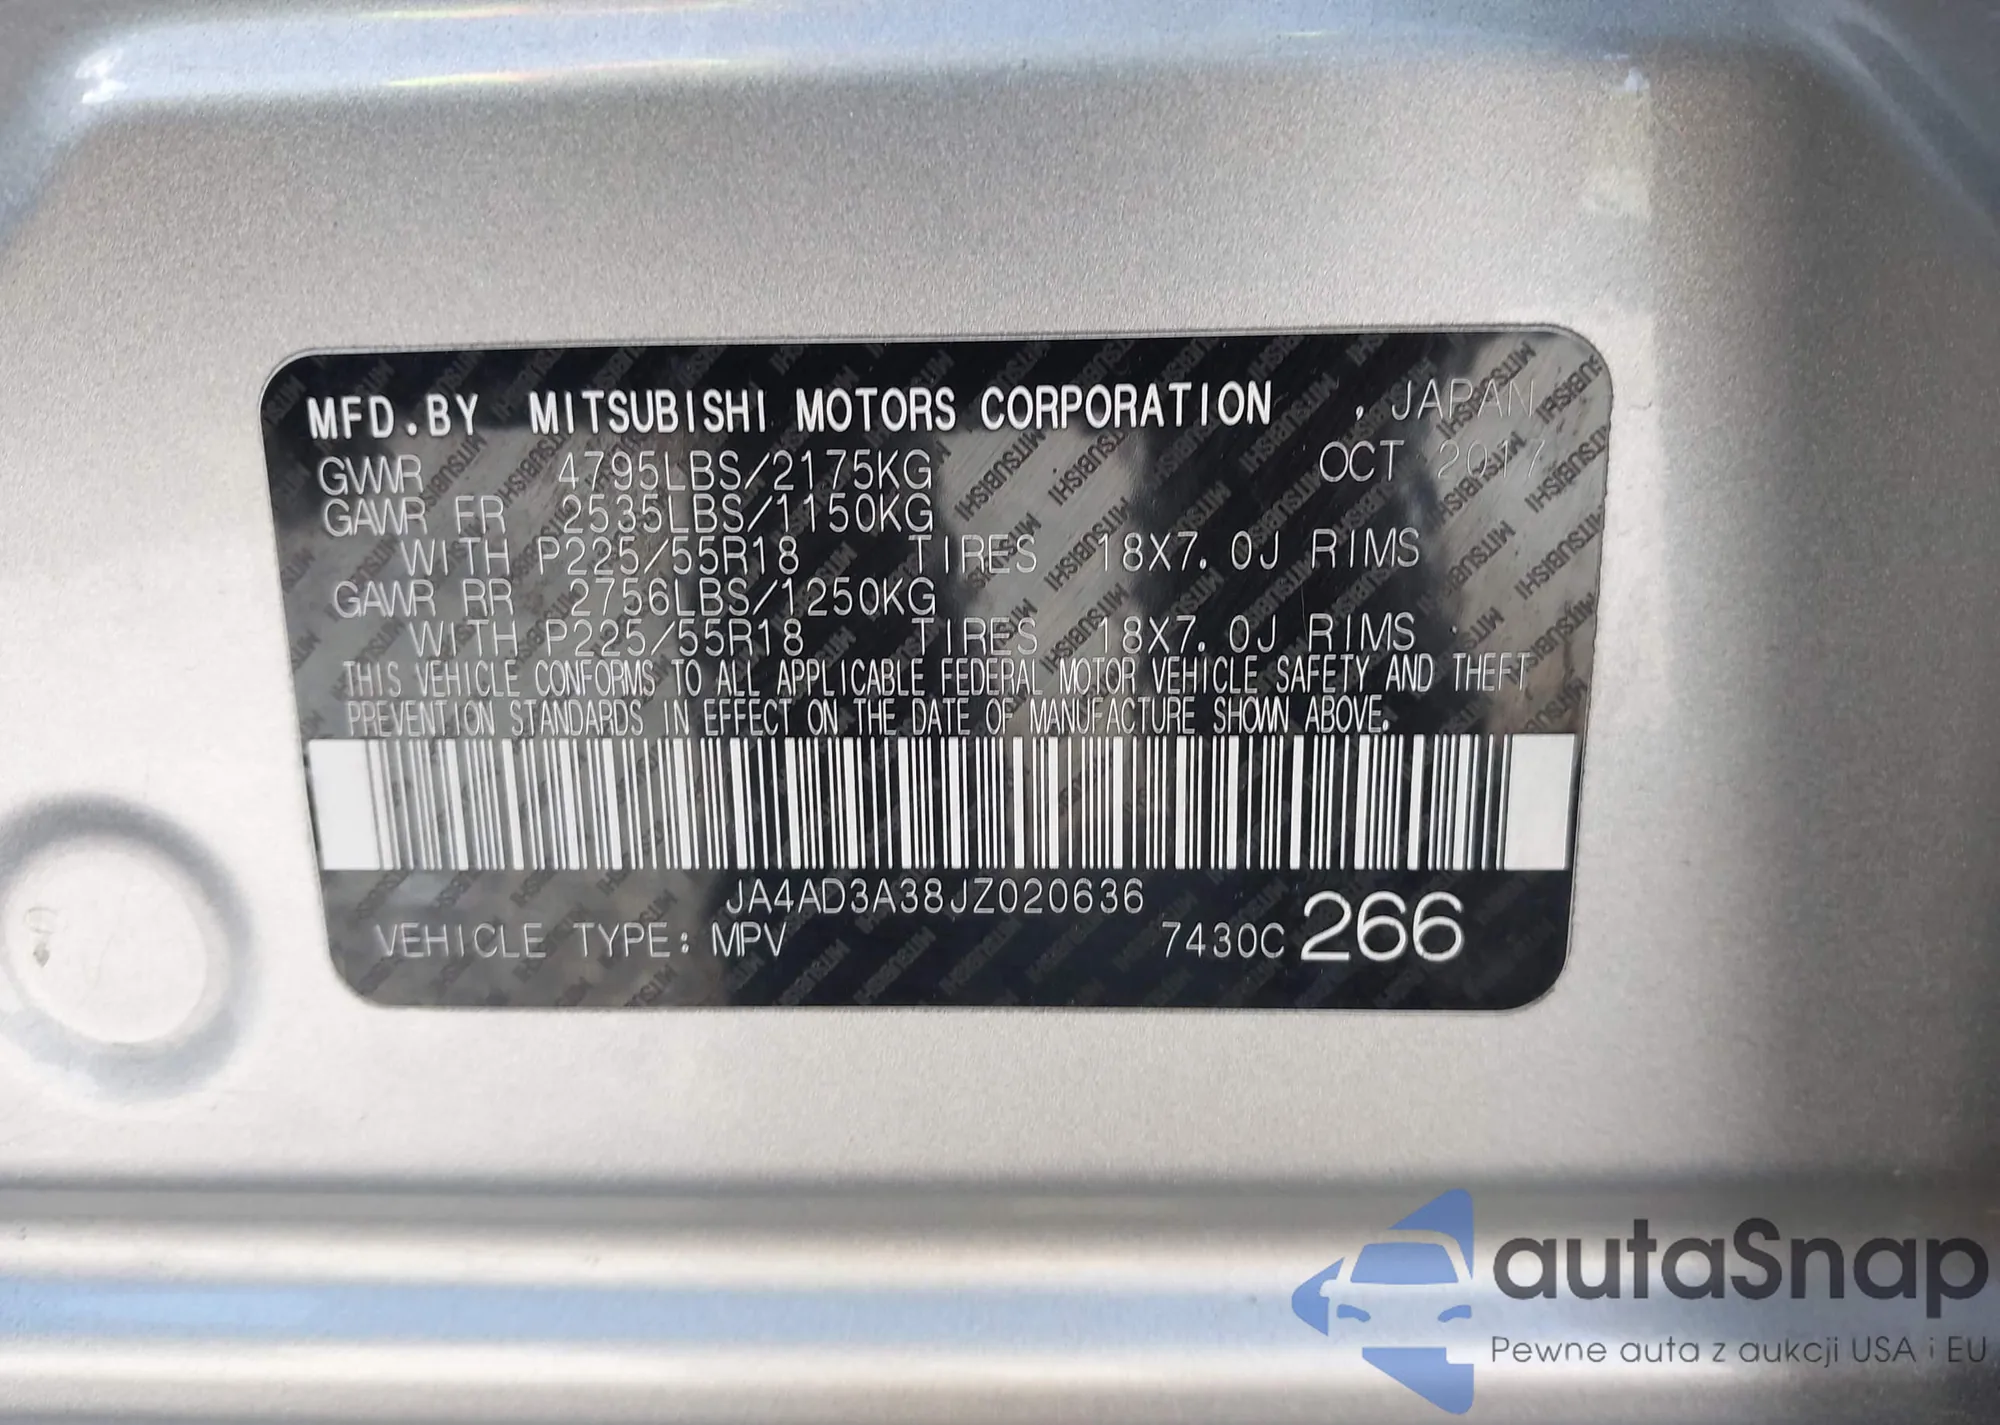 MFD.BY MITSUBISHI MOTORS CORPORATION , JAPAN
GVWR 4795LBS/2175KG OCT 2017
GAWR FR 2535LBS/1150KG
WITH P225/55R18 TIRES 18X7.0J RIMS
GAWR RR 2756LBS/1250KG
WITH P225/55R18 TIRES 18X7.0J RIMS
THIS VEHICLE CONFORMS TO ALL APPLICABLE FEDERAL MOTOR VEHICLE SAFETY AND THEFT
PREVENTION STANDARDS IN EFFECT ON THE DATE OF MANUFACTURE SHOWN ABOVE.
JA4AD3A38JZ020636
VEHICLE TYPE: MPV 7430C 266
autaSnap
Pewne auta z aukcji USA i EU